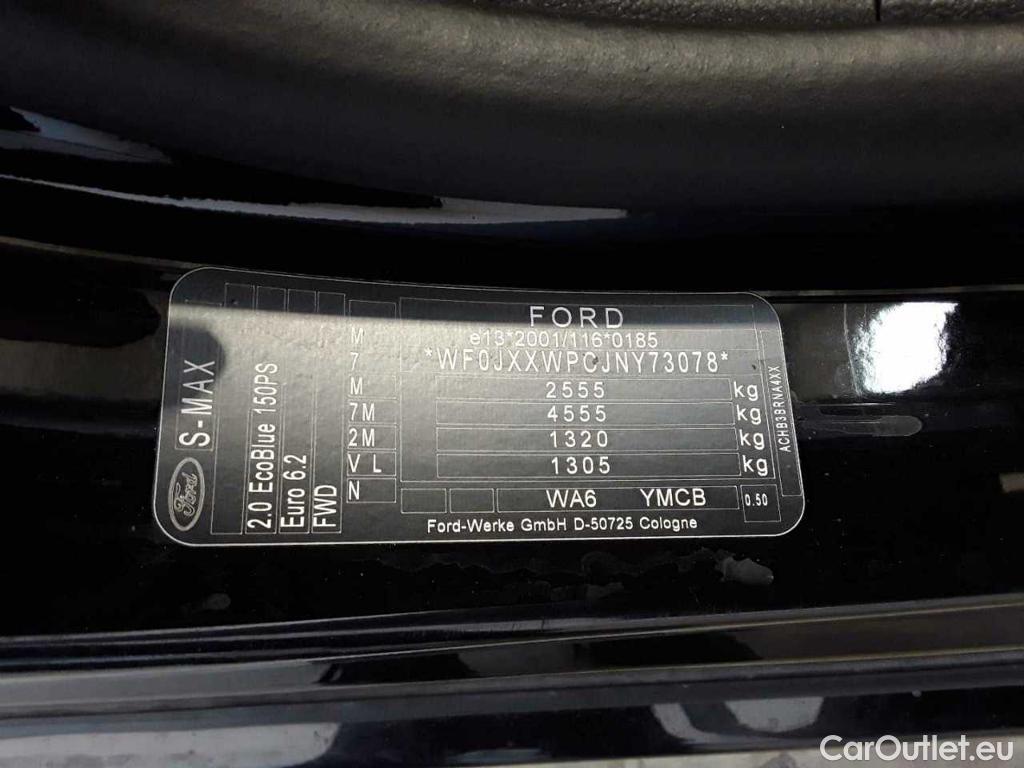 FORD
e13*2001/116*0185
*WF0JXXWPCJNY73078*
2555 kg
4555 kg
1320 kg
1305 kg
WA6 YMCB 0.50
Ford-Werke GmbH D-50725 Cologne
M
7
M
7M
2M
V L
N
Ford
S-MAX
2.0 EcoBlue 150PS
Euro 6.2
FWD
ACHB3BRNA4XX
CarOutlet.eu